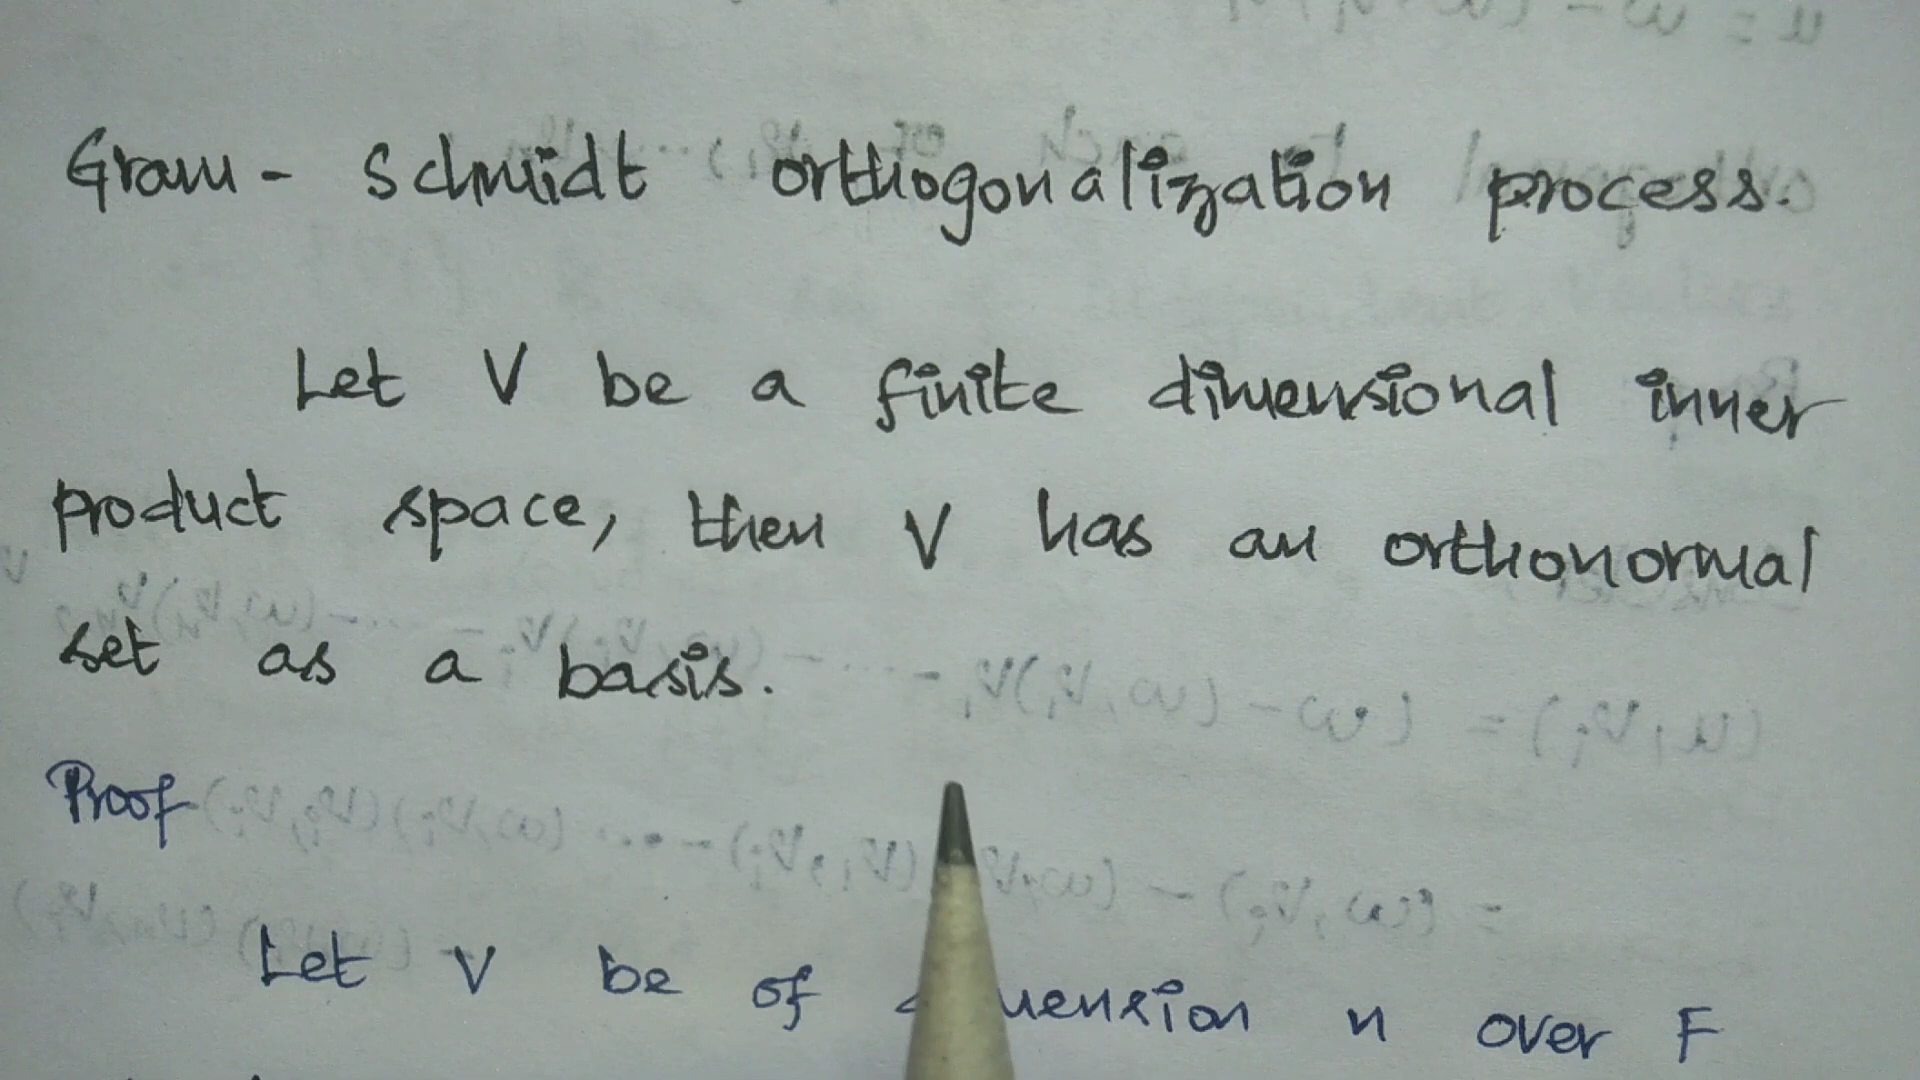 Gram - Schmidt orthogonalization process.
Let V be a finite dimensional inner
product space, then V has an orthonormal
set as a basis.
Proof
Let V be of dimension n over F